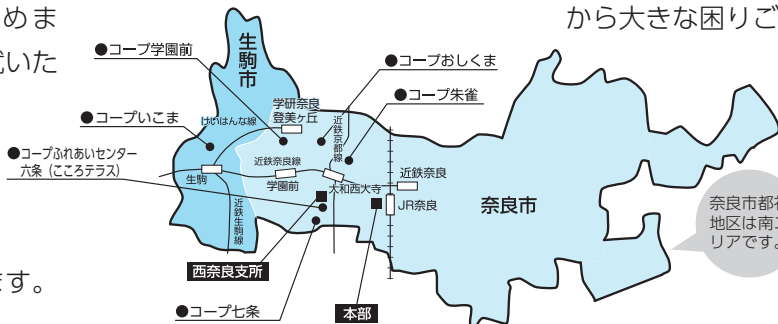 めま
から大きな困りご
いた
●コープ学園前
生駒市
●コープおしくま
●コープ朱雀
●コープいこま
けいはんな線
学研奈良
登美ヶ丘
近鉄京都線
●コープふれあいセンター
六条（こころテラス）
近鉄奈良線
生駒
学園前
大和西大寺
近鉄奈良
JR奈良
奈良市
近鉄生駒線
奈良市都祁
地区は南エ
リアです。
西奈良支所
ます。
●コープ七条
本部